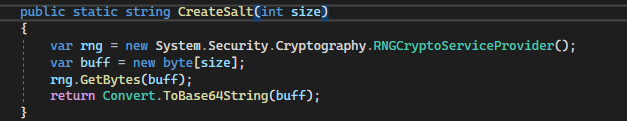 public static string CreateSalt(int size)
{
    var rng = new System.Security.Cryptography.RNGCryptoServiceProvider();
    var buff = new byte[size];
    rng.GetBytes(buff);
    return Convert.ToBase64String(buff);
}